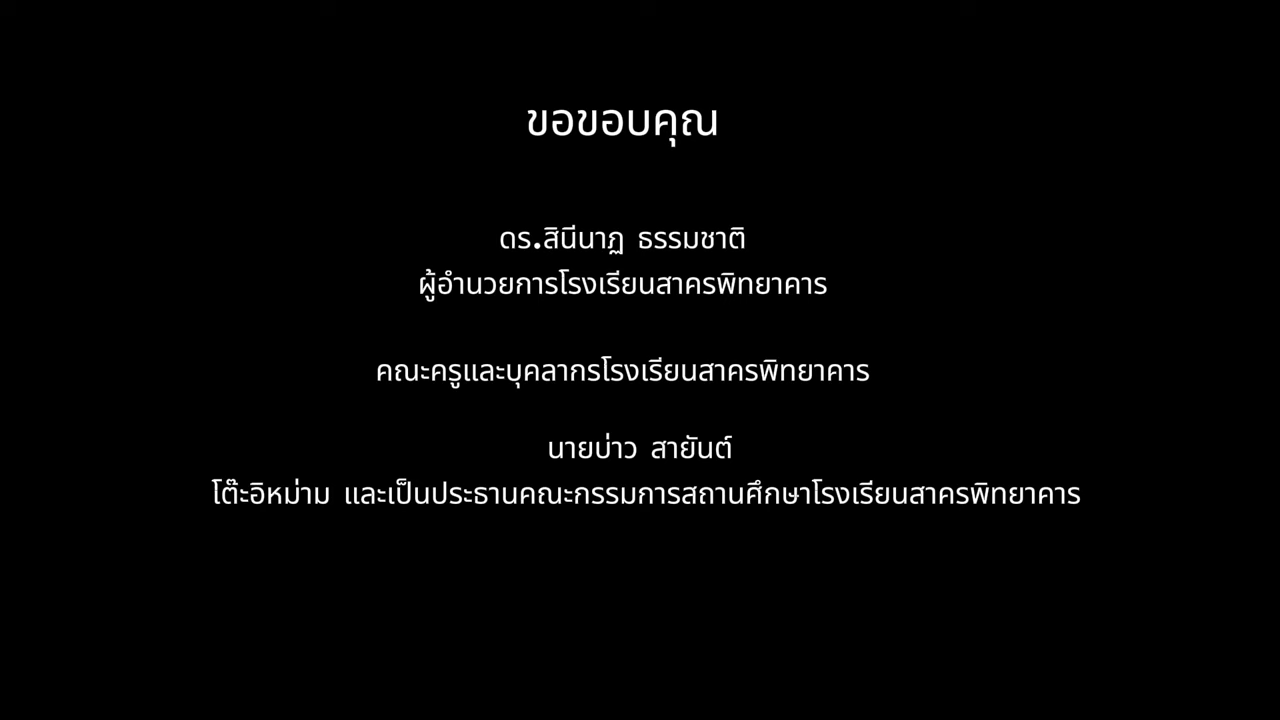 ขอขอบคุณ
ดร.สินีนาฏ ธรรมชาติ
ผู้อำนวยการโรงเรียนสาครพิทยาคาร
คณะครูและบุคลากรโรงเรียนสาครพิทยาคาร
นายบ่าว สายันต์
โต๊ะอิหม่าม และเป็นประธานคณะกรรมการสถานศึกษาโรงเรียนสาครพิทยาคาร